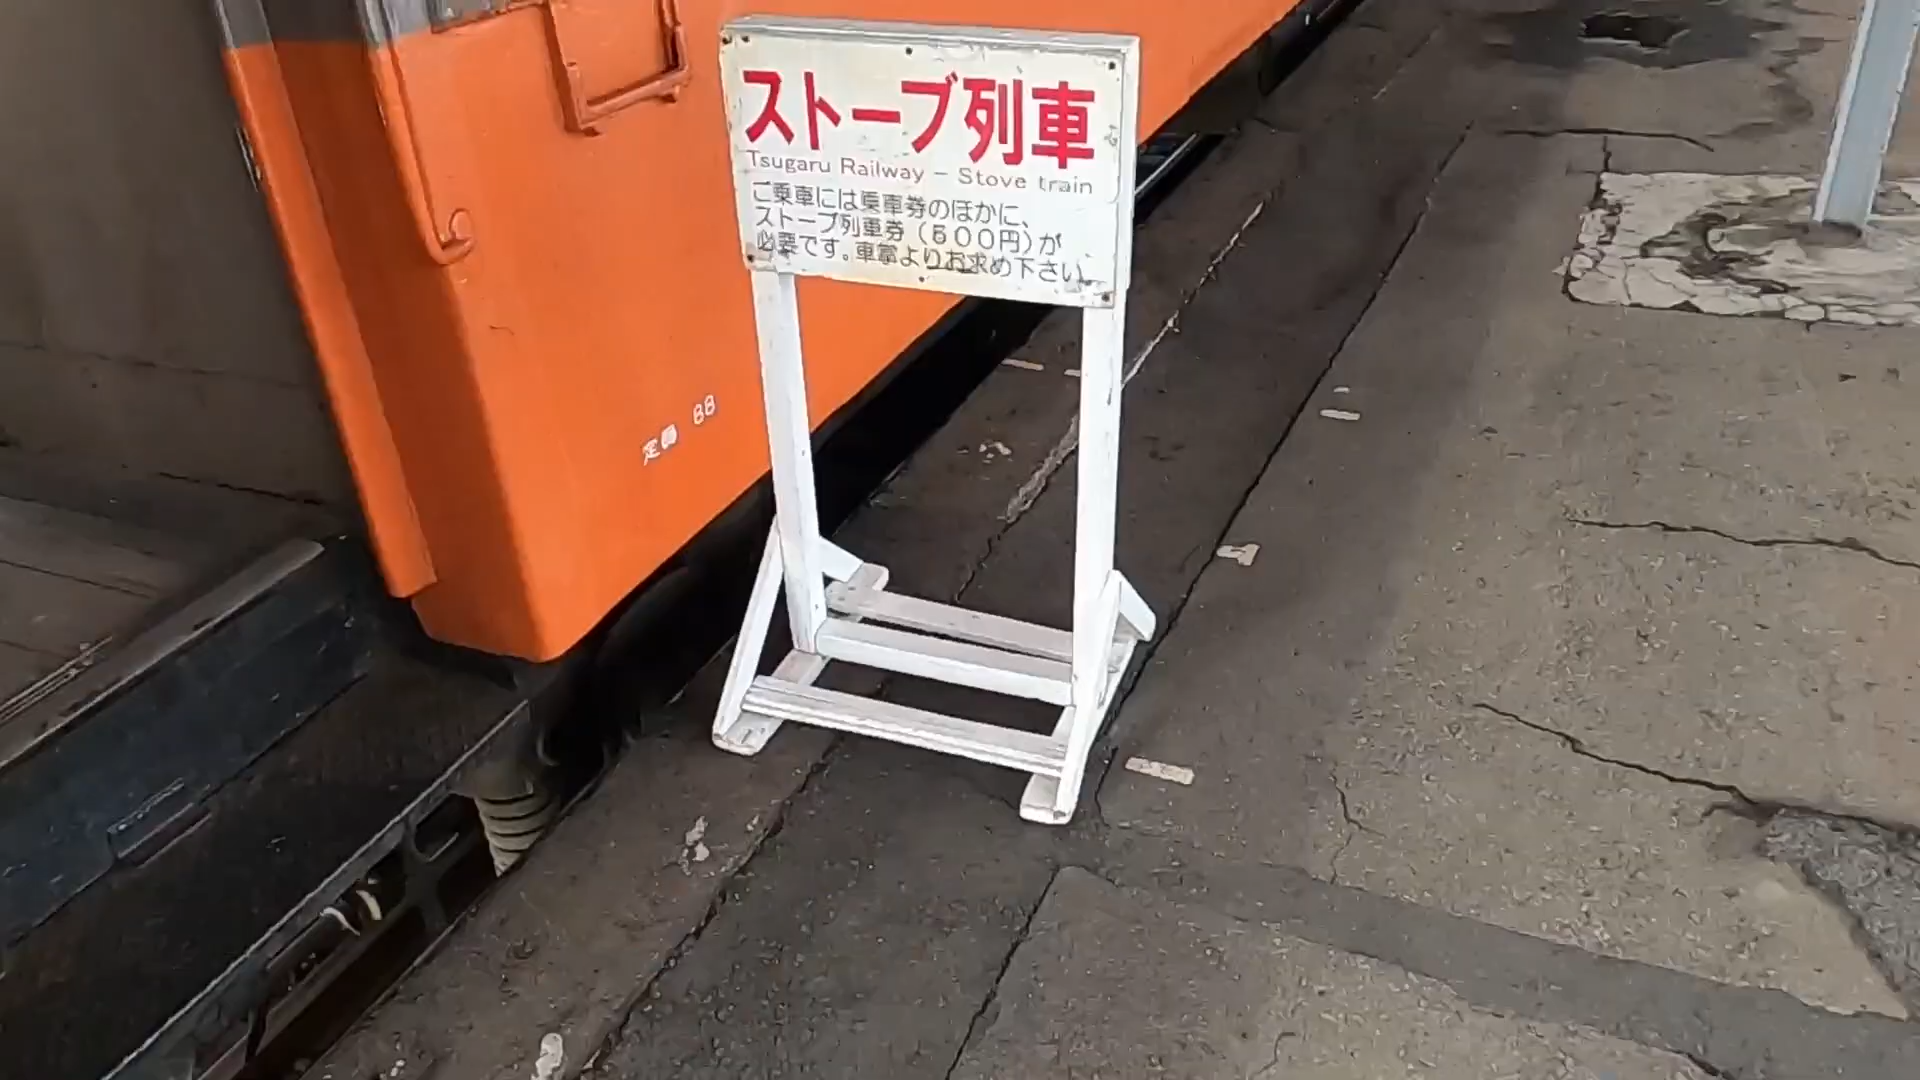 ストーブ列車
Tsugaru Railway - Stove train
ご乗車には乗車券のほかに、
ストーブ列車券(500円)が
必要です。車掌よりお求め下さい。
定員 88